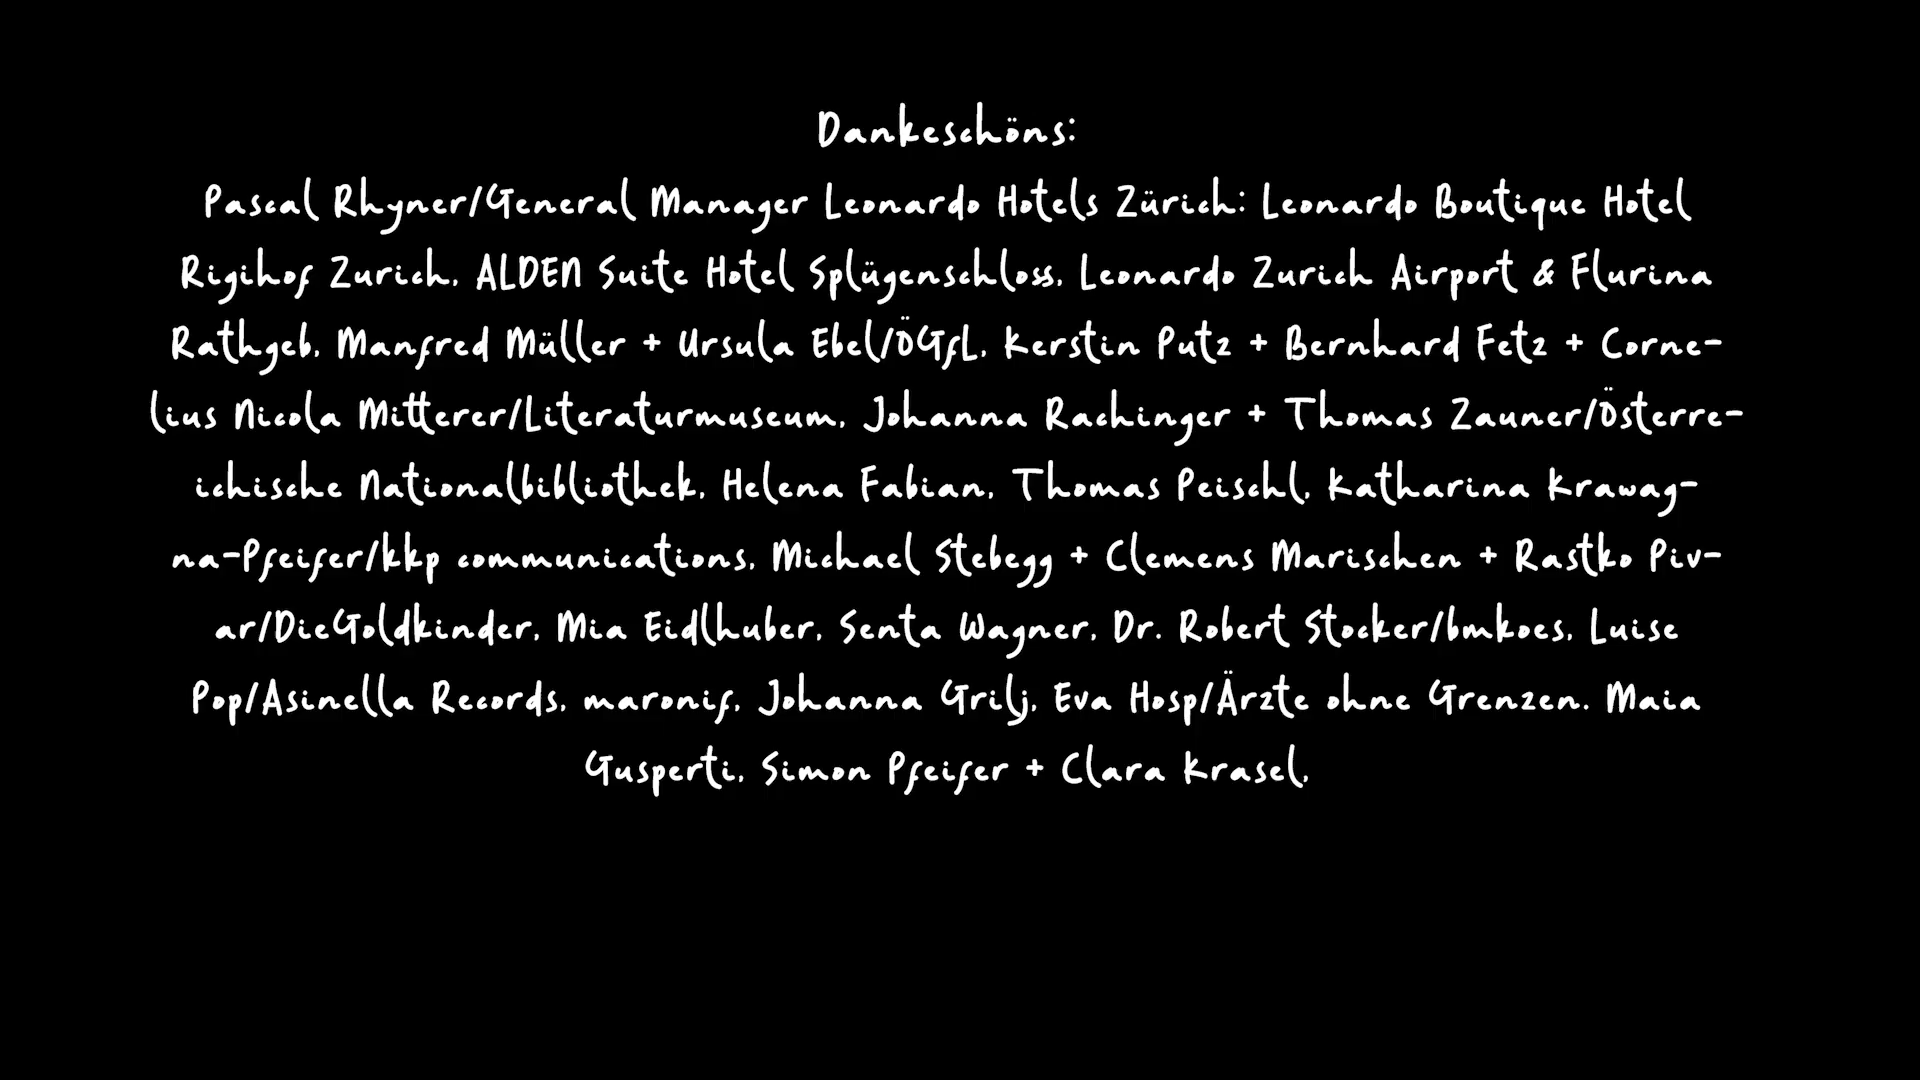 Dankeschöns:
Pascal Rhyner/General Manager Leonardo Hotels Zürich: Leonardo Boutique Hotel
Rigihof Zurich, ALDEN Suite Hotel Splügenschloss, Leonardo Zurich Airport & Flurina
Rathgeb, Manfred Müller + Ursula Ebel/ÖGfL, Kerstin Putz + Bernhard Fetz + Corne-
lius Nicola Mitterer/Literaturmuseum, Johanna Rachinger + Thomas Zauner/Österre-
ichische Nationalbibliothek, Helena Fabian, Thomas Peischl, Katharina Krawag-
na-Pfeifer/kkp communications, Michael Stebegg + Clemens Marischen + Rastko Piv-
ar/DieGoldkinder, Mia Eidlhuber, Senta Wagner, Dr. Robert Stocker/bmkoes, Luise
Pop/Asinella Records, maronif, Johanna Grilj, Eva Hosp/Ärzte ohne Grenzen. Maia
Gusperti, Simon Pfeifer + Clara Krasel,